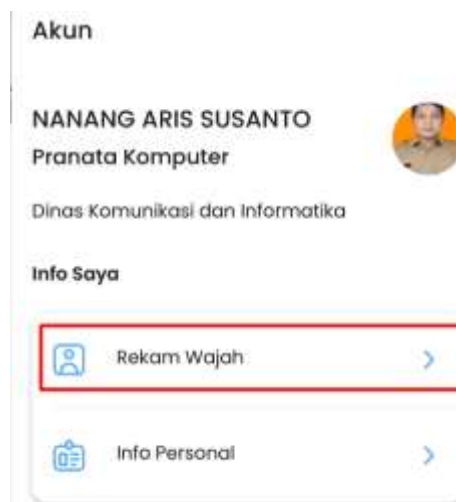 Akun
NANANG ARIS SUSANTO
Pranata Komputer
Dinas Komunikasi dan Informatika
Info Saya
Rekam Wajah
Info Personal